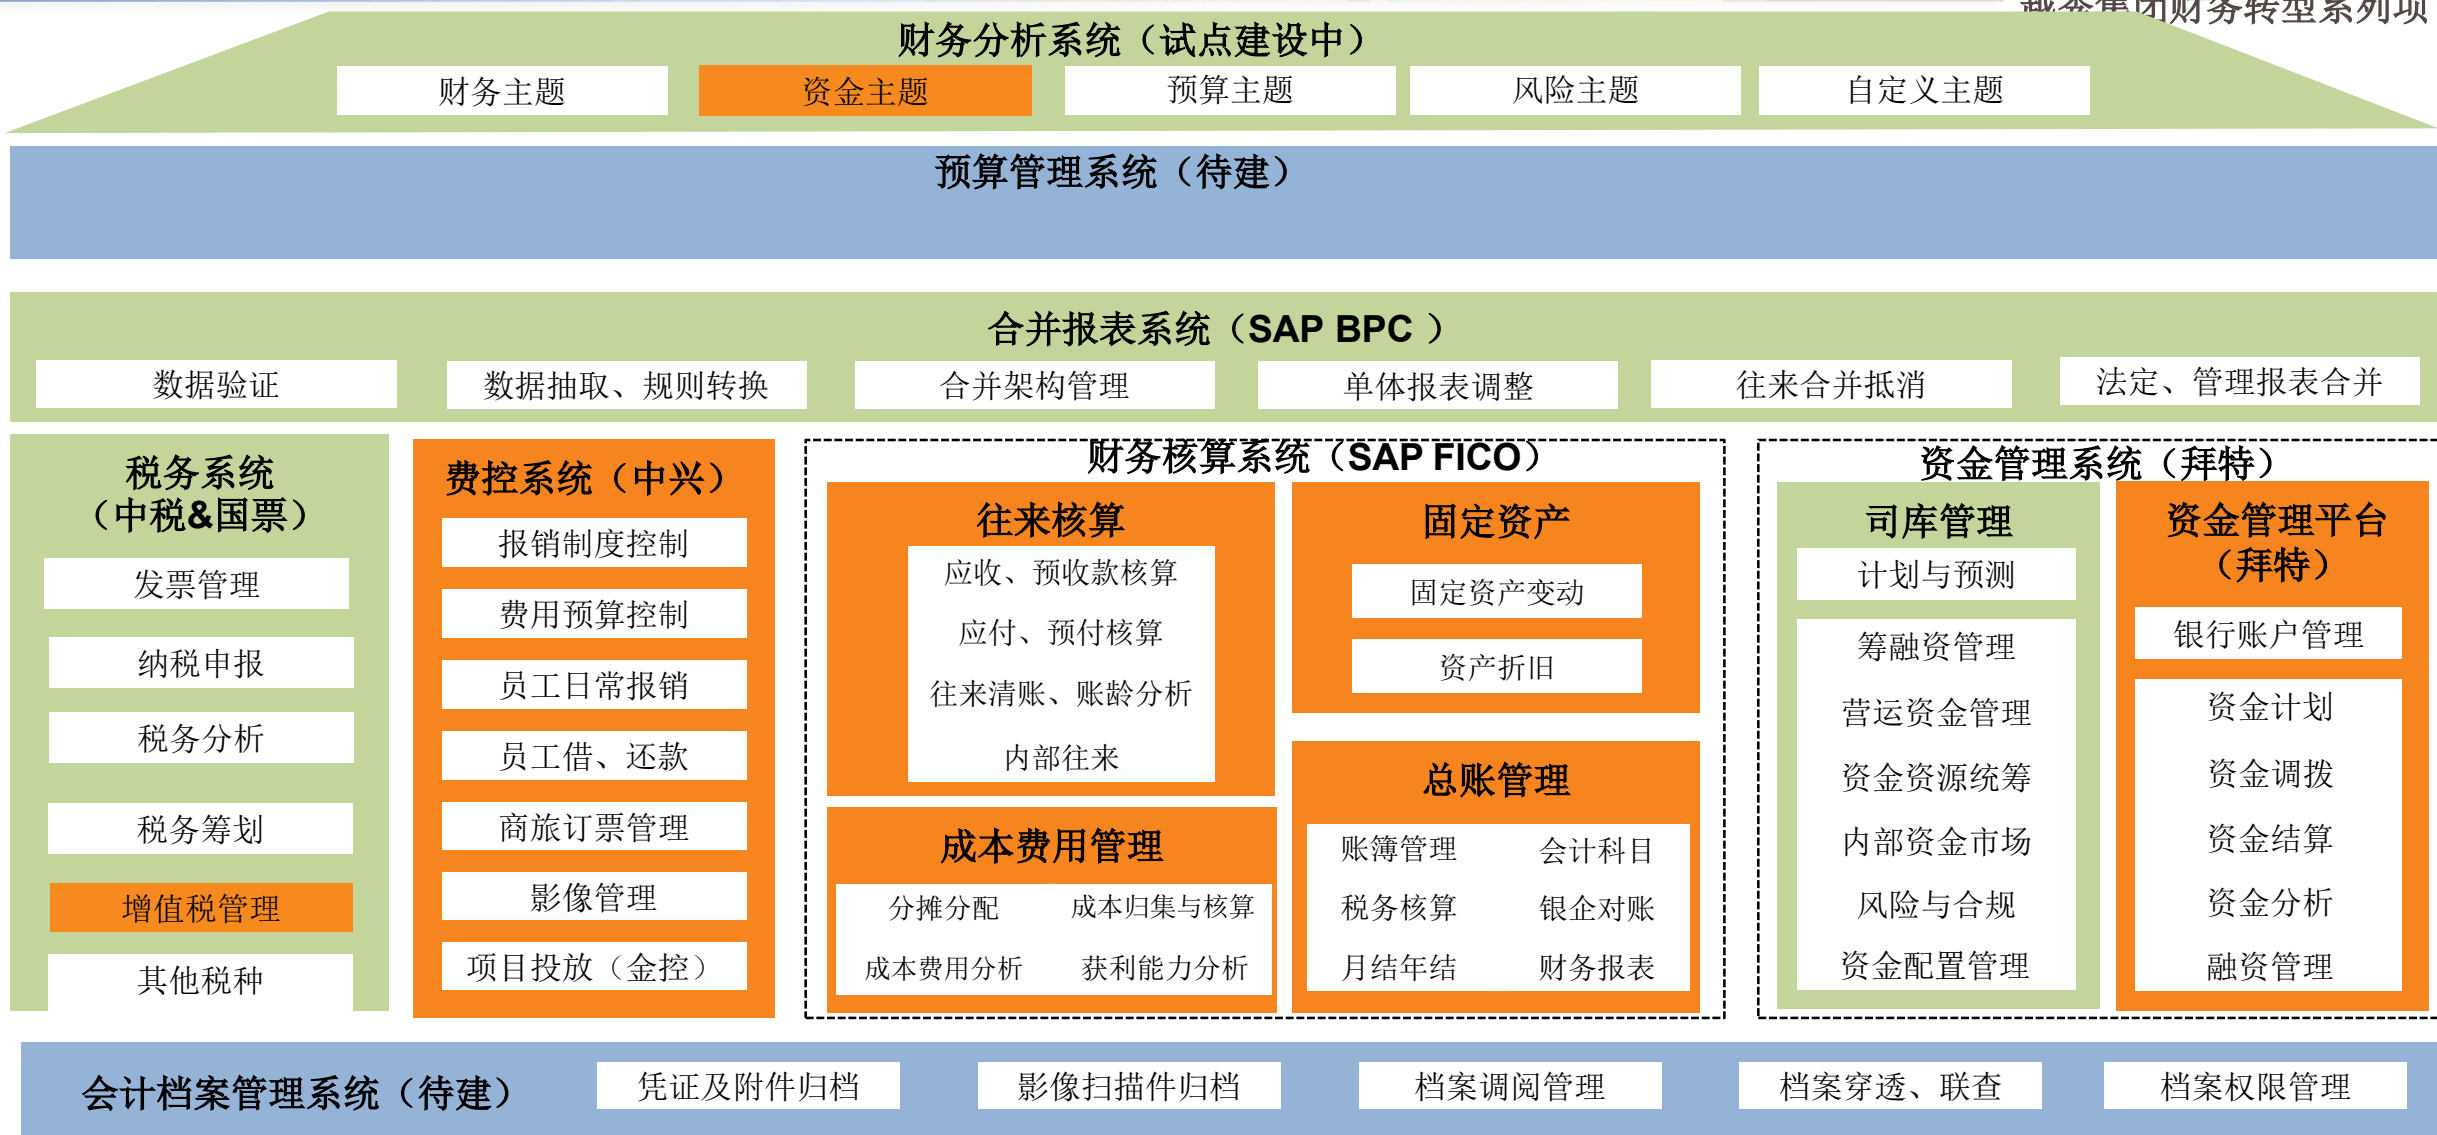 越秀集团财务转型系列项
财务分析系统（试点建设中）
财务主题
资金主题
预算主题
风险主题
自定义主题
预算管理系统（待建）
合并报表系统（SAP BPC ）
数据验证
数据抽取、规则转换
合并架构管理
单体报表调整
往来合并抵消
法定、管理报表合并
税务系统
（中税&国票）
发票管理
纳税申报
税务分析
税务筹划
增值税管理
其他税种
费控系统（中兴）
报销制度控制
费用预算控制
员工日常报销
员工借、还款
商旅订票管理
影像管理
项目投放（金控）
财务核算系统（SAP FICO）
往来核算
应收、预收款核算
应付、预付核算
往来清账、账龄分析
内部往来
固定资产
固定资产变动
资产折旧
成本费用管理
分摊分配 成本归集与核算
成本费用分析 获利能力分析
总账管理
账簿管理 会计科目
税务核算 银企对账
月结年结 财务报表
资金管理系统（拜特）
司库管理
计划与预测
筹融资管理
营运资金管理
资金资源统筹
内部资金市场
风险与合规
资金配置管理
资金管理平台
（拜特）
银行账户管理
资金计划
资金调拨
资金结算
资金分析
融资管理
会计档案管理系统（待建）
凭证及附件归档
影像扫描件归档
档案调阅管理
档案穿透、联查
档案权限管理